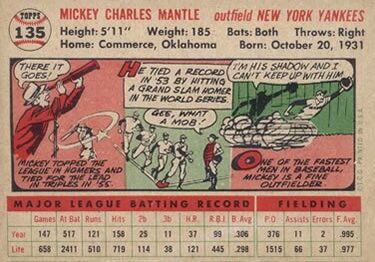 TOPPS
135
MICKEY CHARLES MANTLE outfield NEW YORK YANKEES
Height: 5'11" Weight: 185 Bats: Both Throws: Right
Home: Commerce, Oklahoma Born: October 20, 1931
THERE IT
GOES!
MICKEY TOPPED THE
LEAGUE IN HOMERS AND
TIED FOR THE LEAD
IN TRIPLES IN '55.
HE TIED A RECORD
IN '53 BY HITTING
A GRAND SLAM HOMER
IN THE WORLD SERIES.
GEE, WHAT
A MOB!
I'M HIS SHADOW AND I
CAN'T KEEP UP WITH HIM
ONE OF THE FASTEST
MEN IN BASEBALL,
MICKEY IS A FINE
OUTFIELDER.
PRINTED IN U.S.A.
MAJOR LEAGUE BATTING RECORD FIELDING
Games At Bat Runs Hits 2b 3b H.R. R.B.I. B. Avg. P.O. Assists Errors F. Avg.
Year 147 517 121 158 25 11 37 99 .306 376 11 2 .995
Life 658 2410 510 719 114 38 121 445 .298 1515 66 37 .977